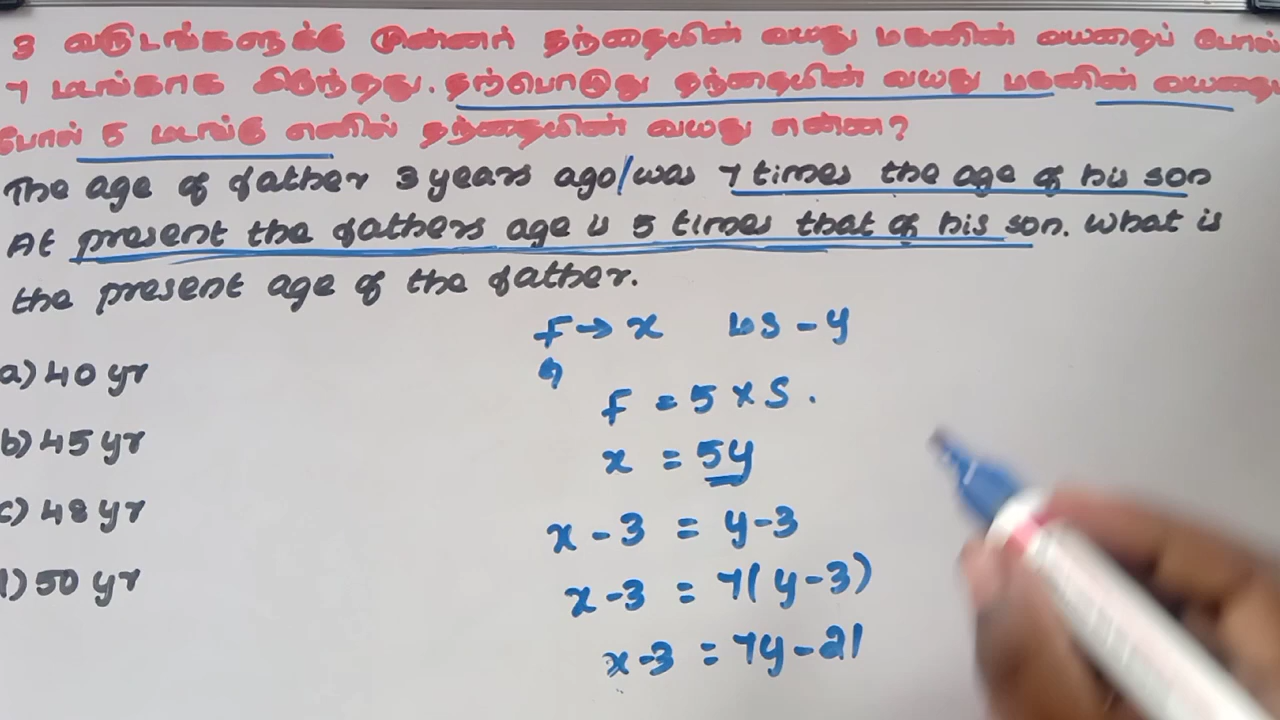 3 வருடங்களுக்கு முன்னர் தந்தையின் வயது மகனின் வயதைப் போல்
7 மடங்காக இருந்தது. தற்பொழுது தந்தையின் வயது மகனின் வயதை
போல் 5 மடங்கு எனில் தந்தையின் வயது என்ன?
The age of father 3 years ago/was 7 times the age of his son
At present the fathers age is 5 times that of his son. What is
the present age of the father.
F → x S - y
a) 40 yr
F = 5 x S.
b) 45 yr
x = 5y
c) 48 yr
x - 3 = y - 3
d) 50 yr
x - 3 = 7(y - 3)
x - 3 = 7y - 21